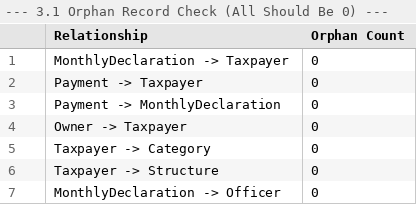 --- 3.1 Orphan Record Check (All Should Be 0) ---
Relationship Orphan Count
1 MonthlyDeclaration -> Taxpayer 0
2 Payment -> Taxpayer 0
3 Payment -> MonthlyDeclaration 0
4 Owner -> Taxpayer 0
5 Taxpayer -> Category 0
6 Taxpayer -> Structure 0
7 MonthlyDeclaration -> Officer 0